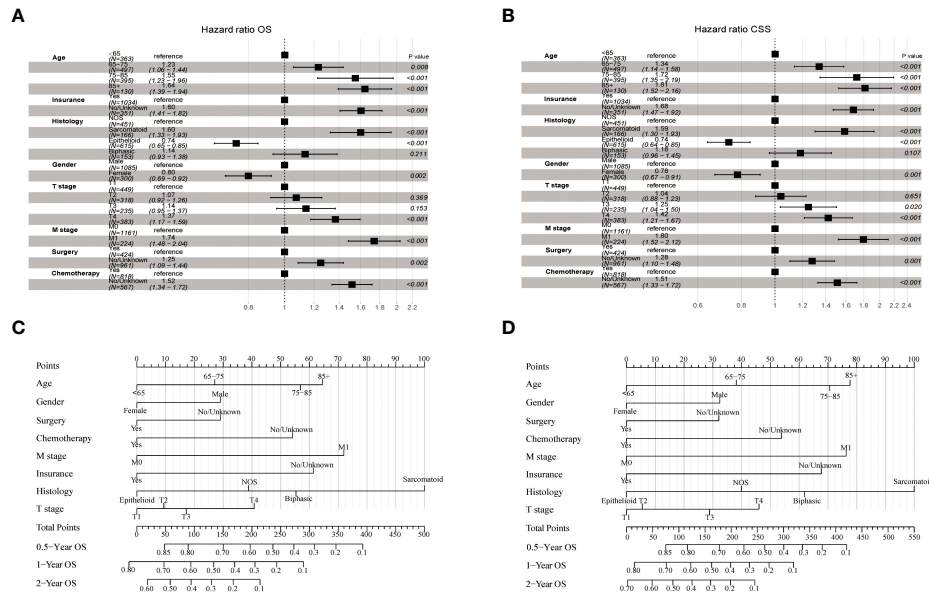 A
Hazard ratio OS
P value
Age <65 (N=363) reference
65−75 (N=497) 1.23 (1.06 − 1.44) 0.008
75−85 (N=395) 1.55 (1.23 − 1.96) <0.001
85+ (N=130) 1.64 (1.39 − 1.94) <0.001
Insurance Yes (N=1034) reference
No/Unknown (N=351) 1.60 (1.41 − 1.82) <0.001
Histology NOS (N=451) reference
Sarcomatoid (N=166) 1.60 (1.33 − 1.93) <0.001
Epithelioid (N=615) 0.74 (0.65 − 0.85) <0.001
Biphasic (N=153) 1.14 (0.93 − 1.38) 0.211
Gender Male (N=1085) reference
Female (N=300) 0.80 (0.69 − 0.92) 0.002
T stage T1 (N=449) reference
T2 (N=318) 1.07 (0.92 − 1.26) 0.369
T3 (N=235) 1.14 (0.95 − 1.37) 0.153
T4 (N=383) 1.37 (1.17 − 1.59) <0.001
M stage M0 (N=1161) reference
M1 (N=224) 1.74 (1.48 − 2.04) <0.001
Surgery Yes (N=424) reference
No/Unknown (N=961) 1.25 (1.09 − 1.44) 0.002
Chemotherapy Yes (N=818) reference
No/Unknown (N=567) 1.52 (1.34 − 1.72) <0.001
0.8 1 1.2 1.4 1.6 1.8 2 2.2
B
Hazard ratio CSS
P value
Age <65 (N=363) reference
65−75 (N=497) 1.34 (1.14 − 1.58) <0.001
75−85 (N=395) 1.72 (1.35 − 2.19) <0.001
85+ (N=130) 1.81 (1.52 − 2.16) <0.001
Insurance Yes (N=1034) reference
No/Unknown (N=351) 1.68 (1.47 − 1.92) <0.001
Histology NOS (N=451) reference
Sarcomatoid (N=166) 1.59 (1.30 − 1.93) <0.001
Epithelioid (N=615) 0.74 (0.64 − 0.85) <0.001
Biphasic (N=153) 1.18 (0.96 − 1.45) 0.107
Gender Male (N=1085) reference
Female (N=300) 0.78 (0.67 − 0.91) 0.001
T stage T1 (N=449) reference
T2 (N=318) 1.04 (0.88 − 1.23) 0.651
T3 (N=235) 1.25 (1.04 − 1.50) 0.020
T4 (N=383) 1.42 (1.21 − 1.67) <0.001
M stage M0 (N=1161) reference
M1 (N=224) 1.80 (1.52 − 2.12) <0.001
Surgery Yes (N=424) reference
No/Unknown (N=961) 1.28 (1.10 − 1.48) 0.001
Chemotherapy Yes (N=818) reference
No/Unknown (N=567) 1.51 (1.33 − 1.72) <0.001
0.6 0.8 1 1.2 1.4 1.6 1.8 2 2.2 2.4
C
0 10 20 30 40 50 60 70 80 90 100
Points
65−75 85+
Age
<65 75−85
Male
Gender
Female
No/Unknown
Surgery
Yes
No/Unknown
Chemotherapy
Yes
M1
M stage
M0
No/Unknown
Insurance
Yes
NOS Sarcomatoid
Histology
Epithelioid Biphasic
T2 T4
T stage
T1 T3
Total Points
0 50 100 150 200 250 300 350 400 450 500
0.5−Year OS
0.85 0.80 0.70 0.60 0.50 0.40 0.3 0.2 0.1
1−Year OS
0.80 0.70 0.60 0.50 0.40 0.3 0.2 0.1
2−Year OS
0.60 0.50 0.40 0.3 0.2 0.1
D
0 10 20 30 40 50 60 70 80 90 100
Points
65−75 85+
Age
<65 75−85
Male
Gender
Female
No/Unknown
Surgery
Yes
No/Unknown
Chemotherapy
Yes
M1
M stage
M0
No/Unknown
Insurance
Yes
NOS Sarcomatoi
Histology
Epithelioid Biphasic
T2 T4
T stage
T1 T3
Total Points
0 50 100 150 200 250 300 350 400 450 500 550
0.5−Year OS
0.85 0.80 0.70 0.60 0.50 0.40 0.3 0.2 0.1
1−Year OS
0.80 0.70 0.60 0.50 0.40 0.3 0.2 0.1
2−Year OS
0.70 0.60 0.50 0.40 0.3 0.2 0.1